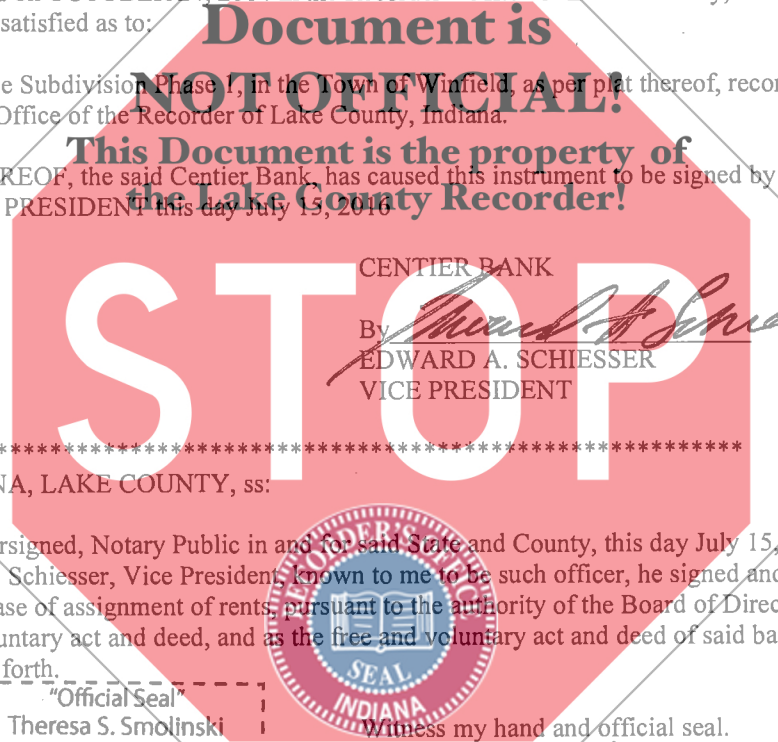 satisfied as to:
Document is
e Subdivision Phase 1, in the Town of Winfield, as per plat thereof, recor
NOT OFFICIAL!
Office of the Recorder of Lake County, Indiana.
This Document is the property of
REOF, the said Centier Bank, has caused this instrument to be signed by
the Lake County Recorder!
PRESIDENT this day July 15, 2016
STOP
CENTIER BANK
By
EDWARD A. SCHIESSER
VICE PRESIDENT
************************************************************
NA, LAKE COUNTY, ss:
rsigned, Notary Public in and for said State and County, this day July 15,
Schiesser, Vice President, known to me to be such officer, he signed and
ase of assignment of rents, pursuant to the authority of the Board of Direc
untary act and deed, and as the free and voluntary act and deed of said ba
forth.
RECORDER'S OFFICE
SEAL
INDIANA
"Official Seal"
Theresa S. Smolinski
Witness my hand and official seal.